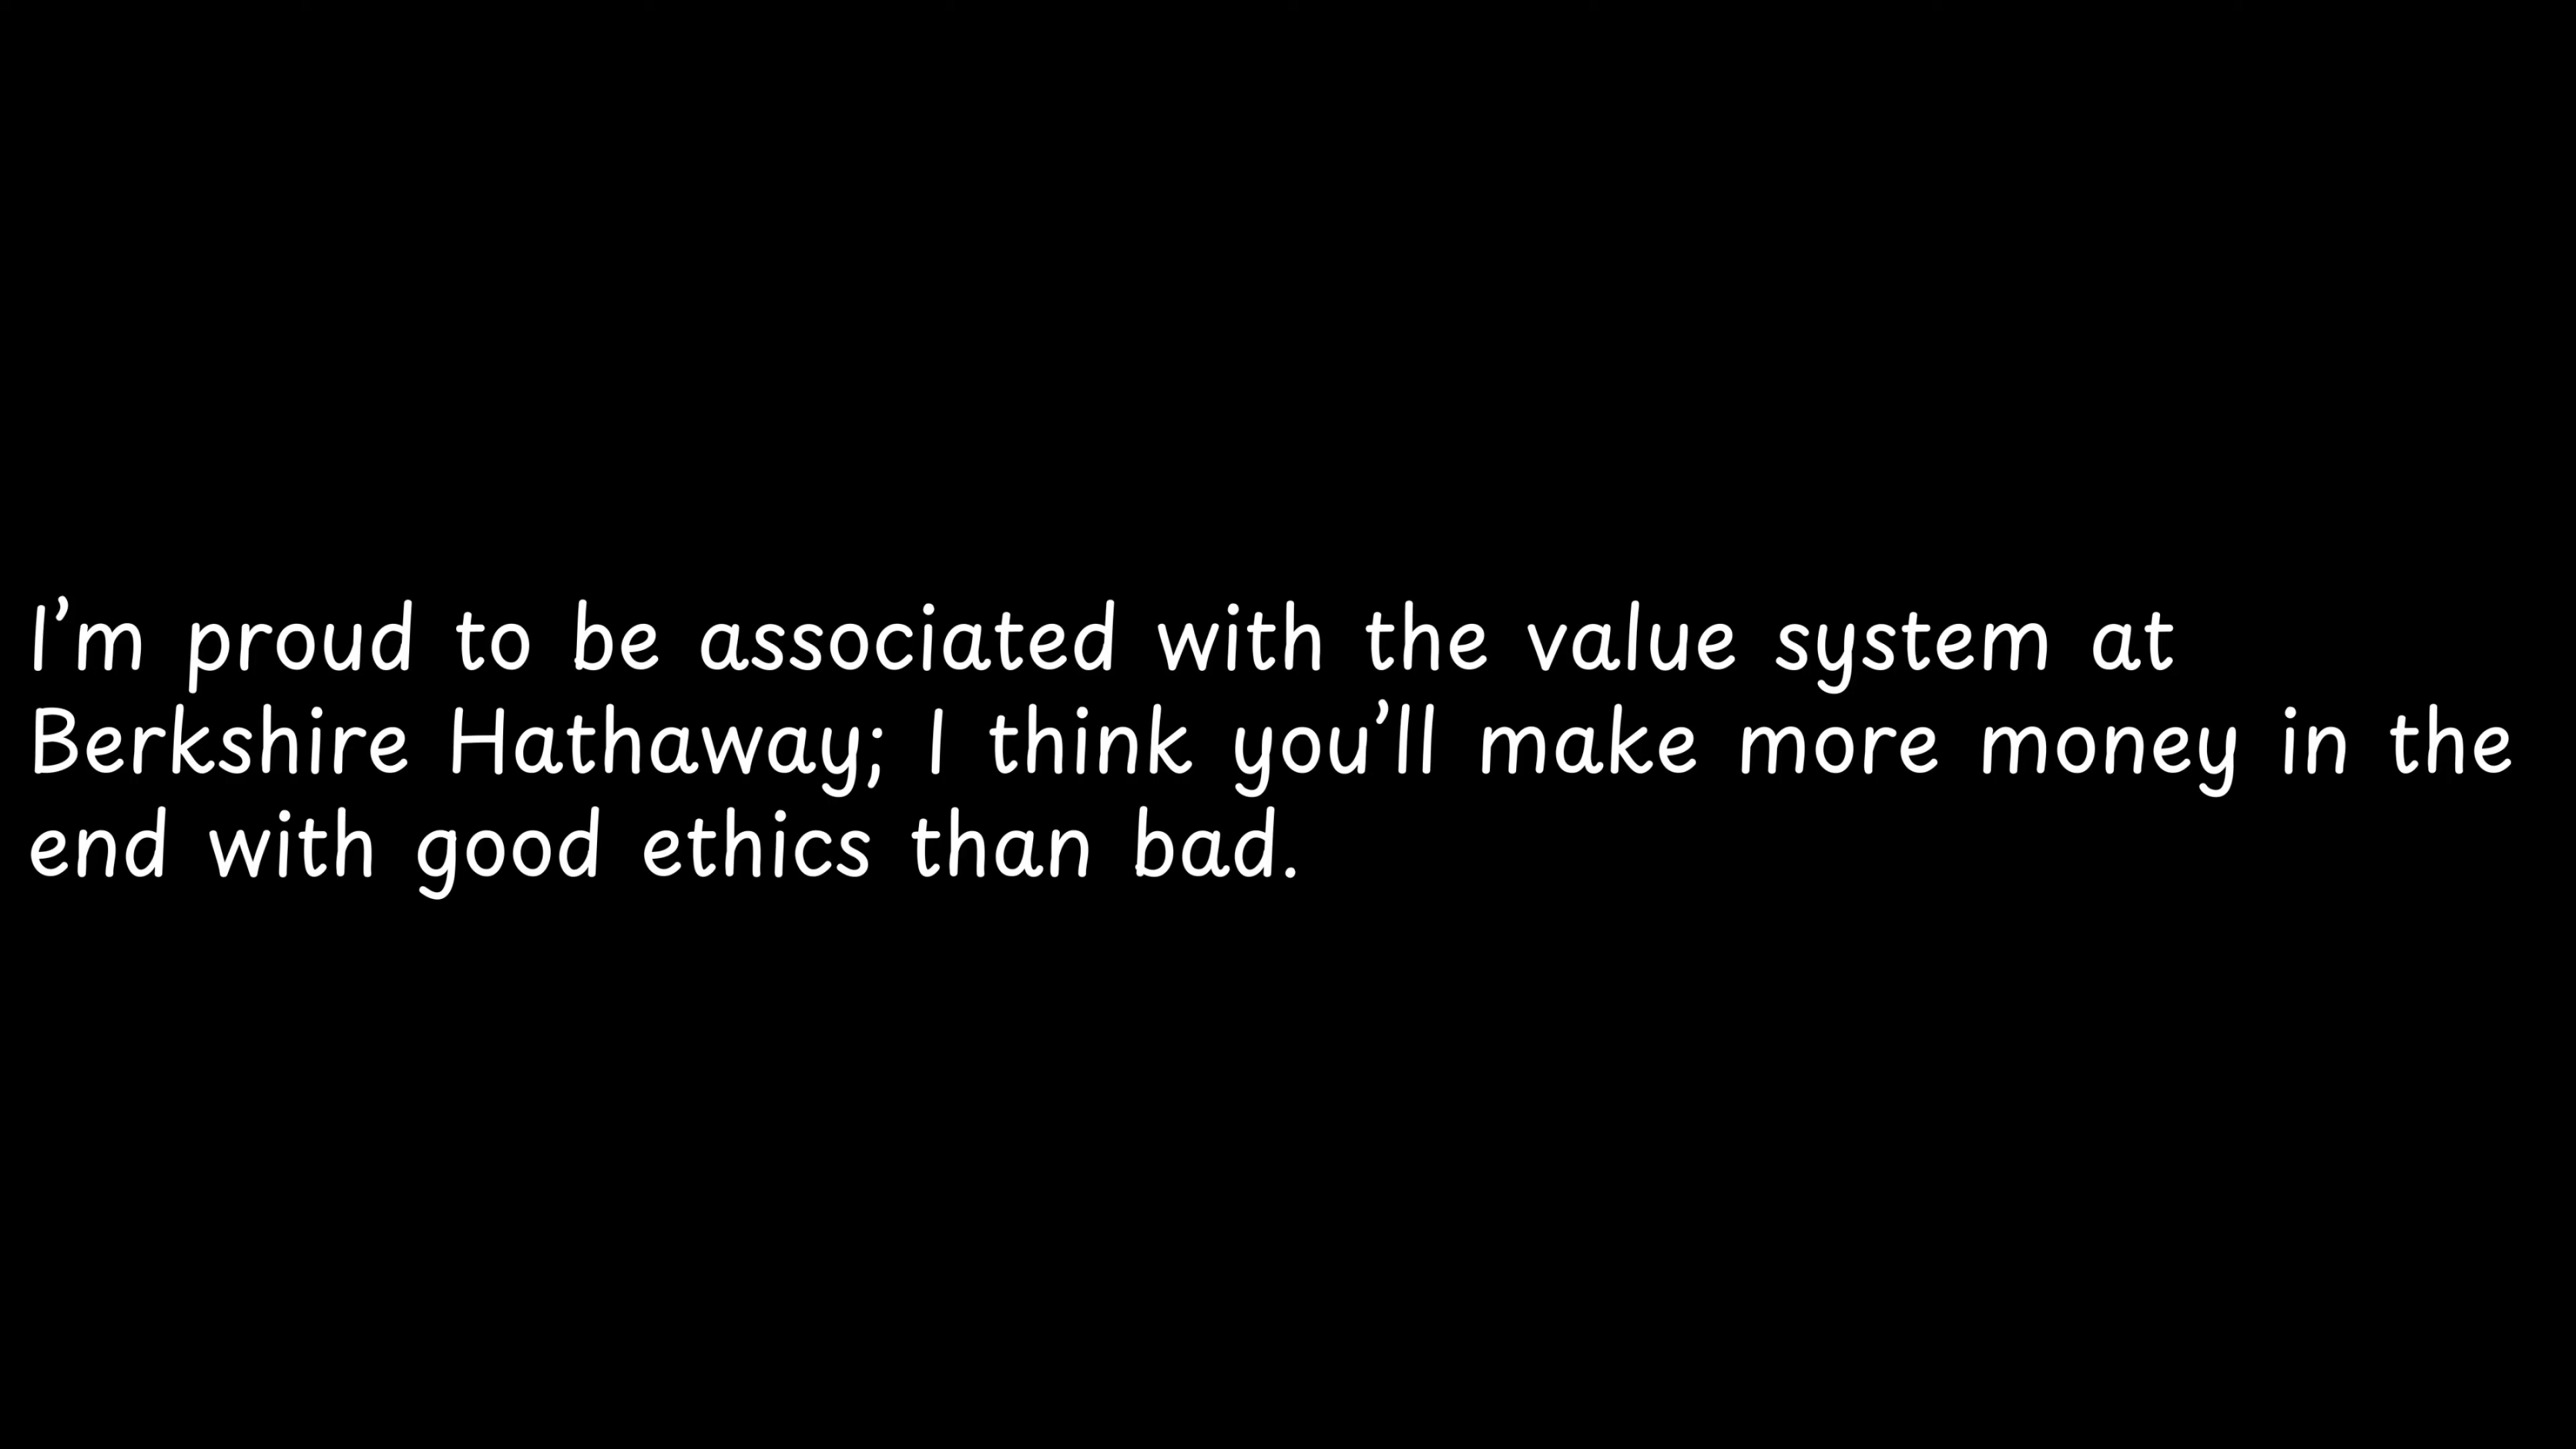 I’m proud to be associated with the value system at
Berkshire Hathaway; I think you’ll make more money in the
end with good ethics than bad.